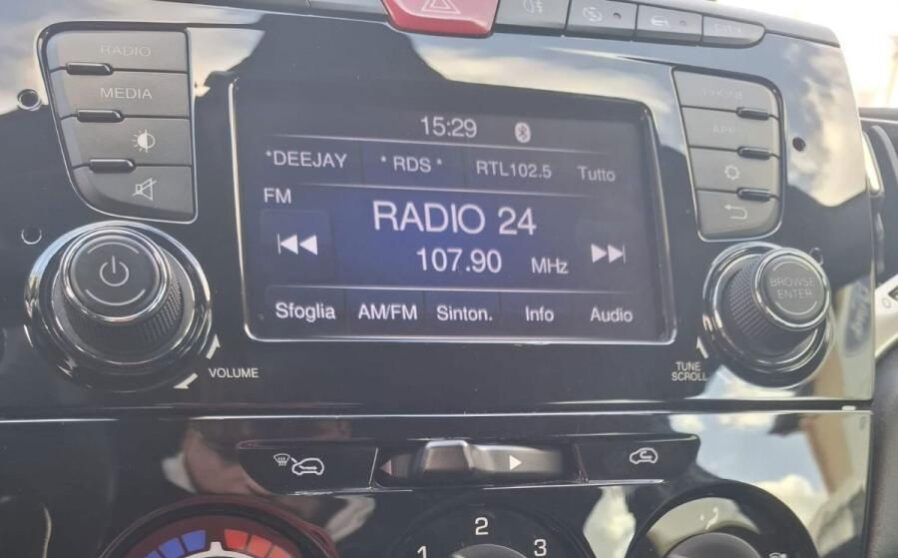 RADIO
MEDIA
15:29
*DEEJAY * RDS * RTL102.5 Tutto
FM
RADIO 24
107.90 MHz
Sfoglia AM/FM Sinton. Info Audio
BROWSE
ENTER
VOLUME
TUNE
SCROLL
1 2 3